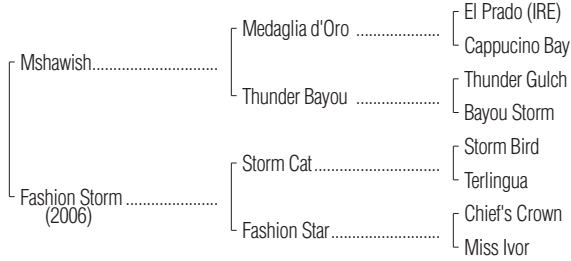 El Prado (IRE)
Medaglia d'Oro ....................
Cappucino Bay
Mshawish..............................
Thunder Gulch
Thunder Bayou ....................
Bayou Storm
Storm Bird
Storm Cat..............................
Terlingua
Fashion Storm ......................
(2006)
Chief's Crown
Fashion Star..........................
Miss Ivor